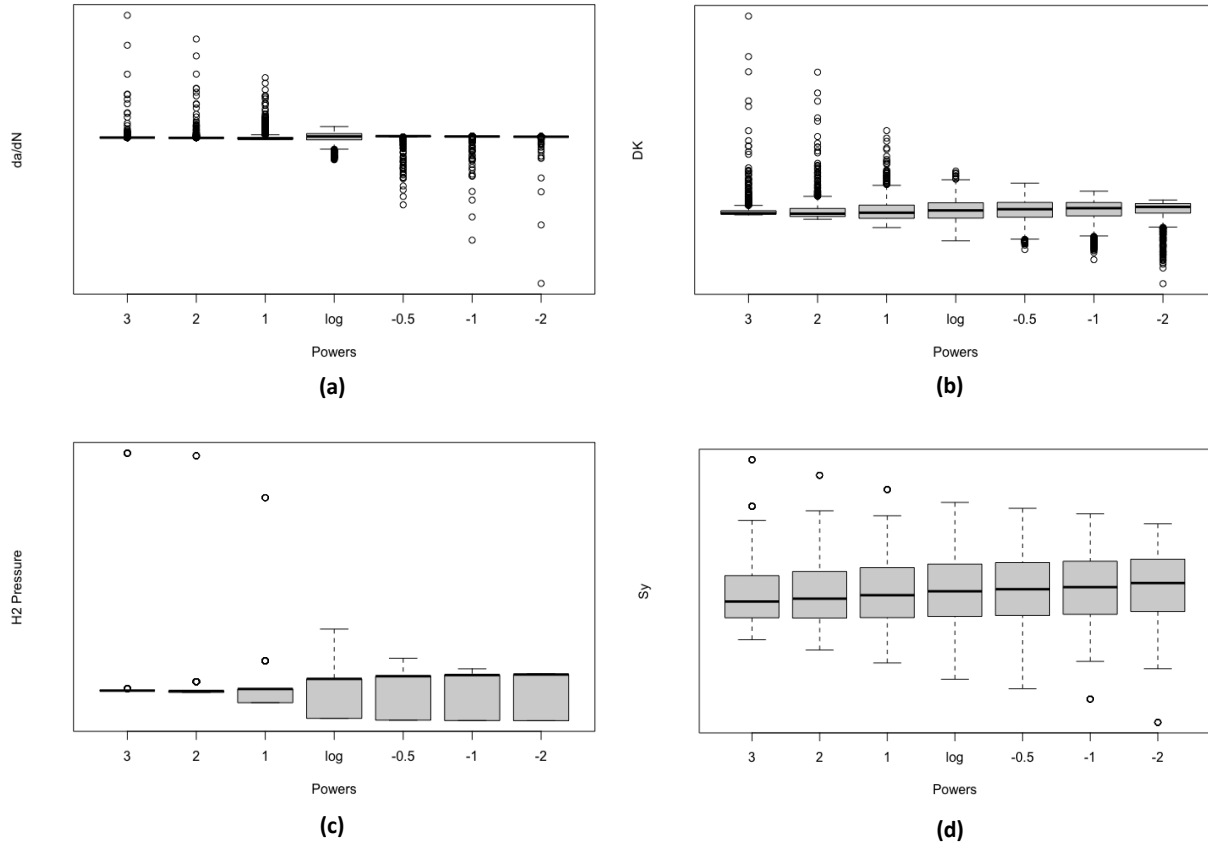 da/dN
3 2 1 log -0.5 -1 -2
Powers
(a)
DK
3 2 1 log -0.5 -1 -2
Powers
(b)
H2 Pressure
3 2 1 log -0.5 -1 -2
Powers
(c)
Sy
3 2 1 log -0.5 -1 -2
Powers
(d)